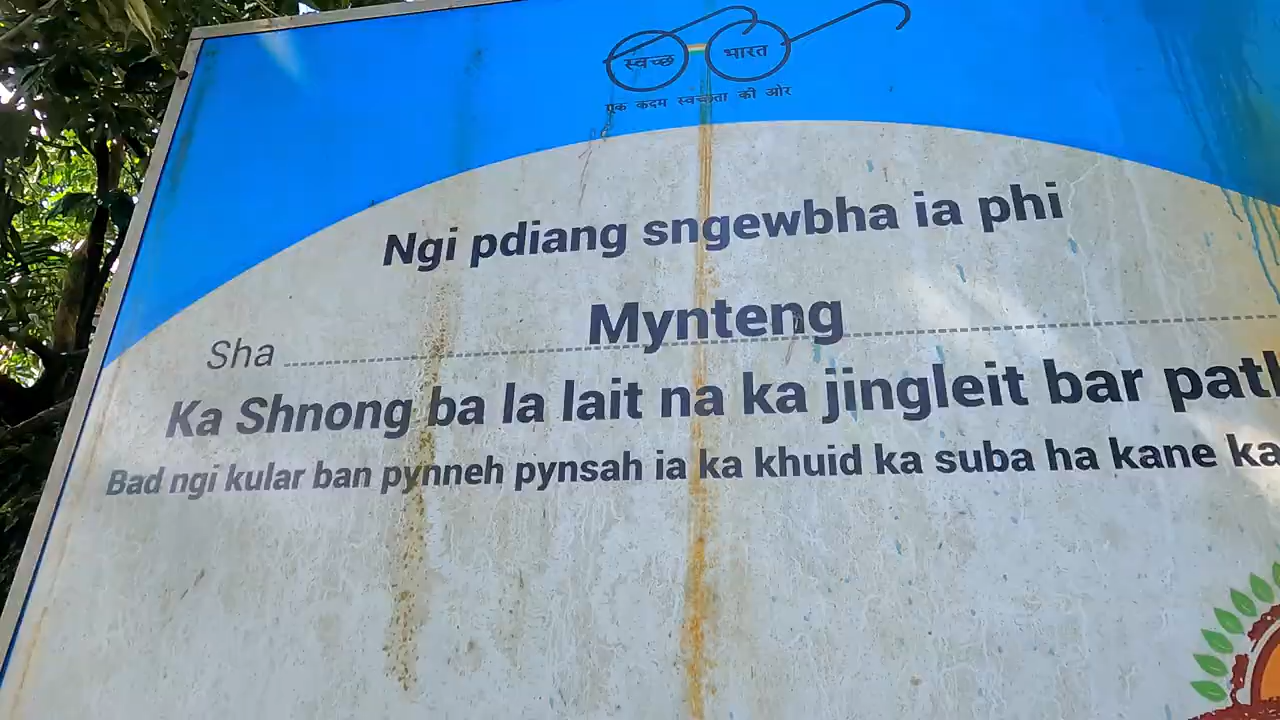 स्वच्छ भारत
एक कदम स्वच्छता की ओर
Ngi pdiang sngewbha ia phi
Sha Mynteng
Ka Shnong ba la lait na ka jingleit bar
Bad ngi kular ban pynneh pynsah ia ka khuid ka suba ha kane ka